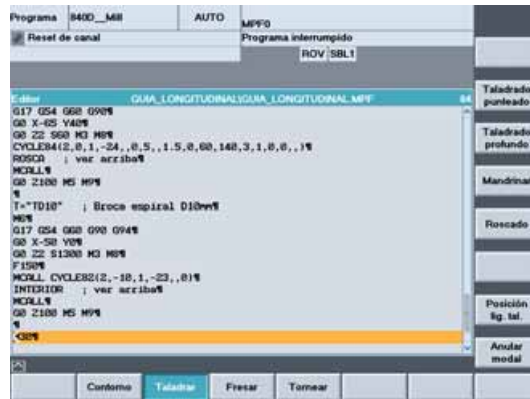 Programa 840D__Mill AUTO MPF0
Reset de canal Programa interrumpido
ROV SBL1
Editor GUIA_LONGITUDINAL\GUIA_LONGITUDINAL.MPF 84
G17 G54 G60 G90¶
G0 X-65 Y40¶
G0 Z2 S60 M3 M8¶
CYCLE84(2,0,1,-24,,0.5,,1.5,0,60,140,3,1,0,0,,)¶
ROSCA ; ver arriba¶
MCALL¶
G0 Z100 M5 M9¶
¶
T="TD10" ; Broca espiral D10mm¶
M6¶
G17 G54 G60 G90 G94¶
G0 X-50 Y0¶
G0 Z2 S1300 M3 M8¶
F150¶
MCALL CYCLE82(2,-10,1,-23,,0)¶
INTERIOR ; ver arriba¶
MCALL¶
G0 Z100 M5 M9¶
¶
Taladrado
punteado
Taladrado
profundo
Mandrinar
Roscado
Posición
fig. tal.
Anular
modal
Contorno Taladrar Fresar Tornear